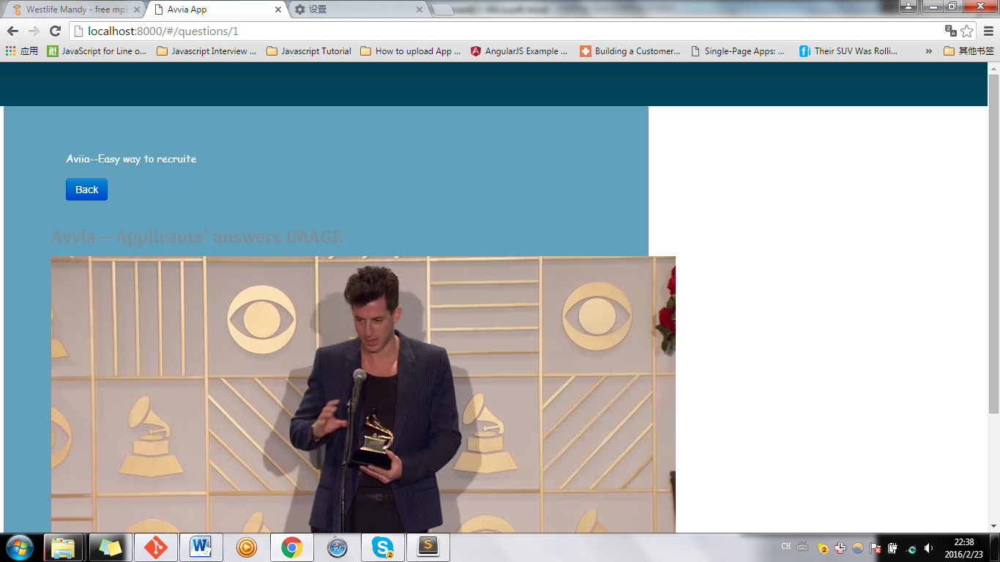 Westlife Mandy - free mp3
Avvia App
设置
localhost:8000/#/questions/1
应用
it!
JavaScript for Line o...
Javascript Interview ...
Javascript Tutorial
How to upload App ...
AngularJS Example ...
Building a Customer...
Single-Page Apps: ...
Their SUV Was Rolli...
»
其他书签
Aviia--Easy way to recruite
Back
Avvia--Applicants' answers IMAGE
CH
22:38
2016/2/23